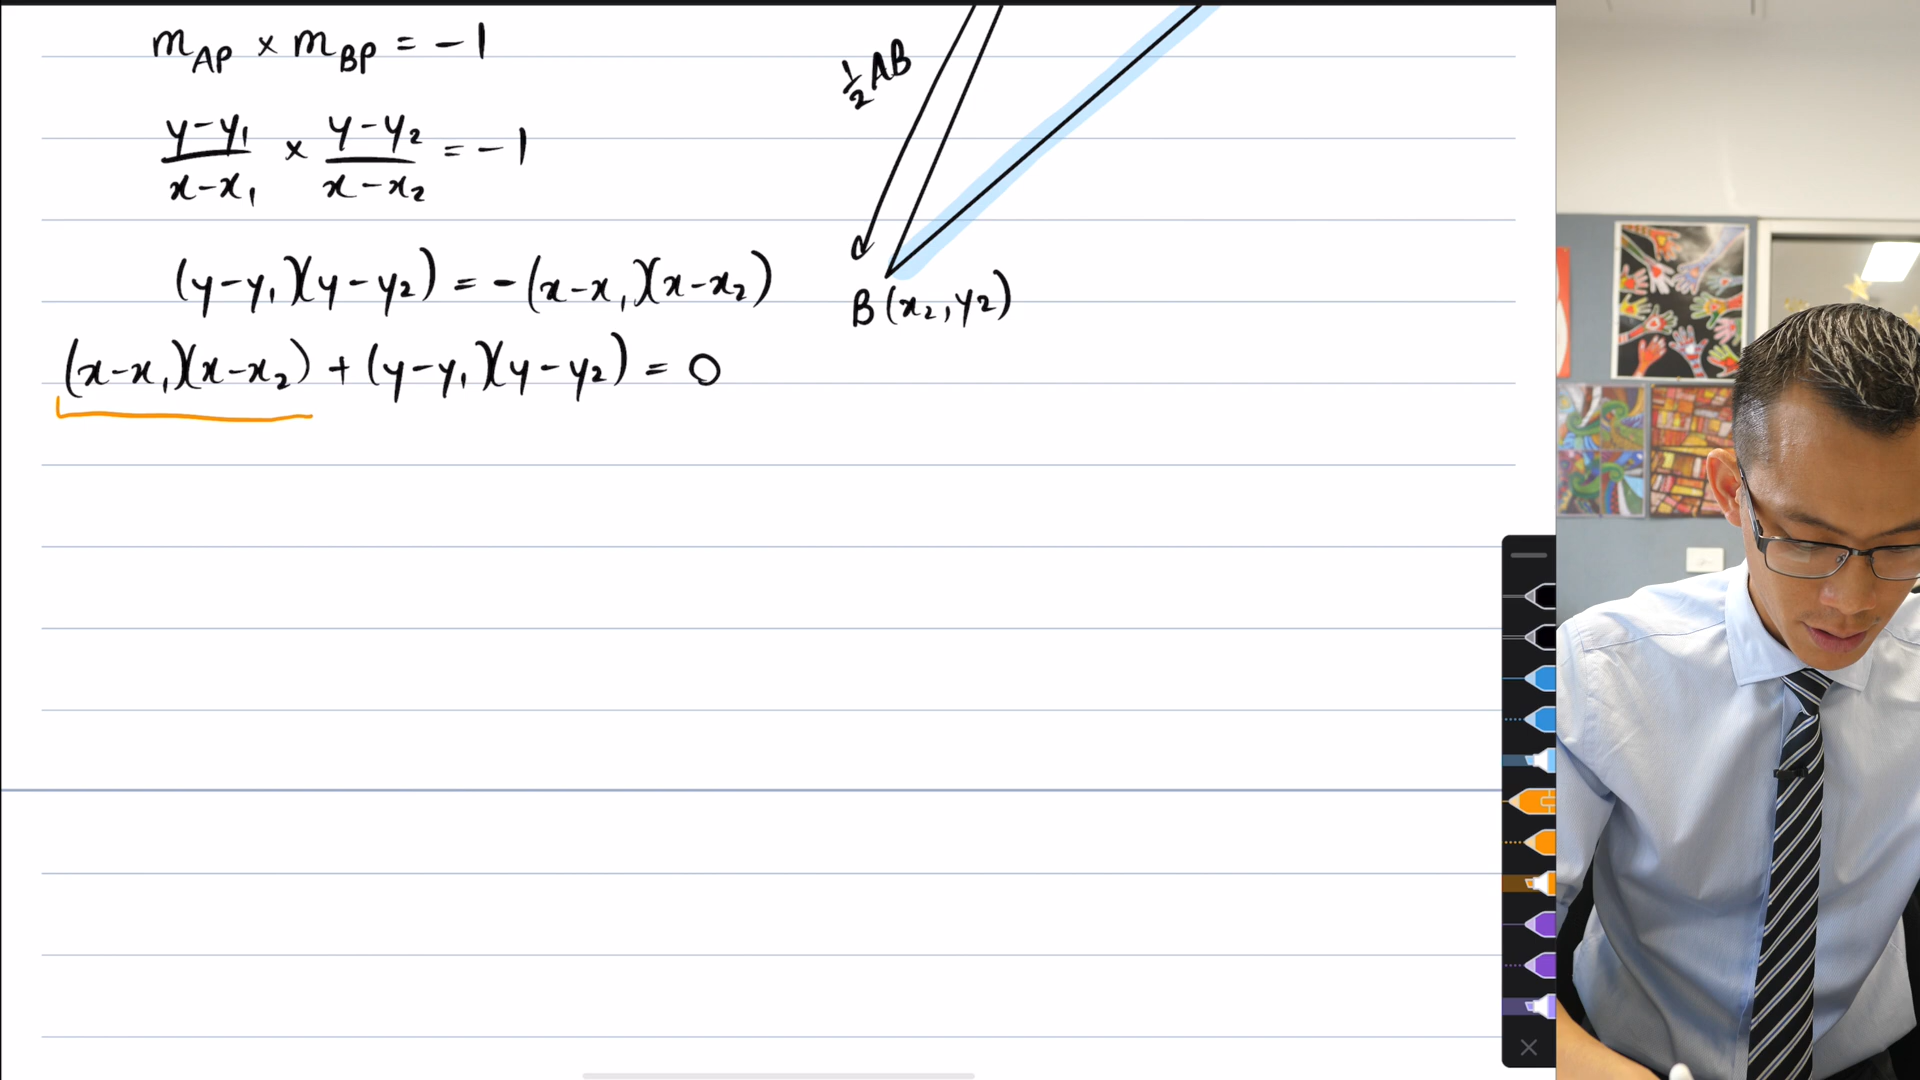 m_AP × m_BP = -1
½AB
(y-y₁)/(x-x₁) × (y-y₂)/(x-x₂) = -1
(y-y₁)(y-y₂) = -(x-x₁)(x-x₂)
B(x₂,y₂)
(x-x₁)(x-x₂) + (y-y₁)(y-y₂) = 0